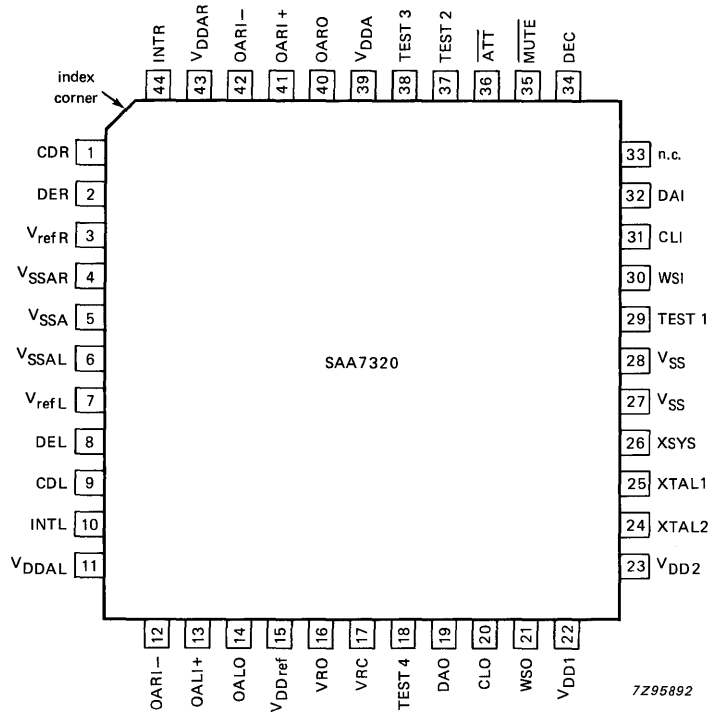 INTR
VDDAR
OARI−
OARI+
OARO
VDDA
TEST 3
TEST 2
ATT
MUTE
DEC
44
43
42
41
40
39
38
37
36
35
34
index
corner
CDR 1
DER 2
VrefR 3
VSSAR 4
VSSA 5
VSSAL 6
VrefL 7
DEL 8
CDL 9
INTL 10
VDDAL 11
SAA7320
33 n.c.
32 DAI
31 CLI
30 WSI
29 TEST 1
28 VSS
27 VSS
26 XSYS
25 XTAL1
24 XTAL2
23 VDD2
12
13
14
15
16
17
18
19
20
21
22
OARI−
OALI+
OALO
VDDref
VRO
VRC
TEST 4
DAO
CLO
WSO
VDD1
7Z95892